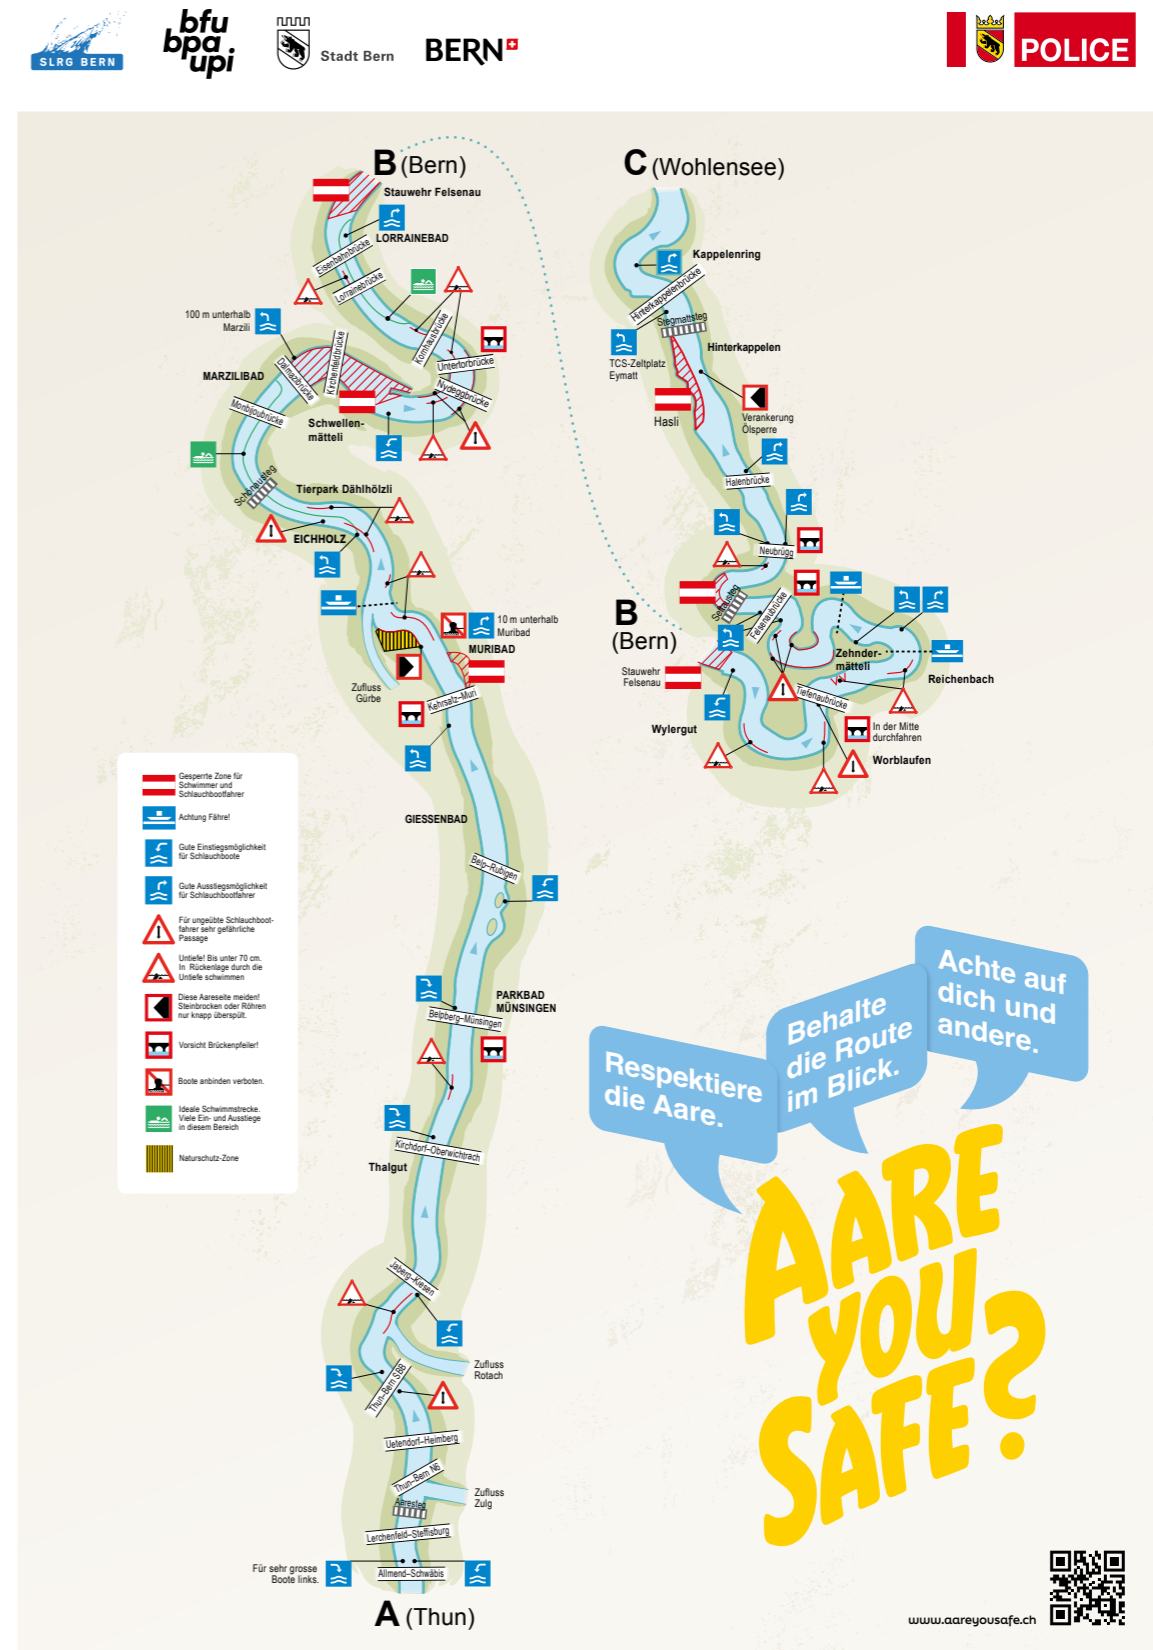 SLRG BERN
bfu
bpa
upi
Stadt Bern
BERN
POLICE
B (Bern)
Stauwehr Felsenau
LORRAINEBAD
Eisenbahnbrücke
Lorrainebrücke
100 m unterhalb
Marzili
Kornhausbrücke
Untertorbrücke
Kirchenfeldbrücke
Dalmazibrücke
MARZILIBAD
Nydeggbrücke
Monbijoubrücke
Schwellen-
mätteli
Schönausteg
Tierpark Dählhölzli
EICHHOLZ
10 m unterhalb
Muribad
MURIBAD
Zufluss
Gürbe
Kehrsatz–Muri
GIESSENBAD
Belp–Rubigen
PARKBAD
MÜNSINGEN
Belpberg–Münsingen
Kirchdorf–Oberwichtrach
Thalgut
Jaberg–Kiesen
Zufluss
Rotach
Thun–Bern SBB
Uetendorf–Heimberg
Thun–Bern N6
Zufluss
Zulg
Aaresteg
Lerchenfeld–Steffisburg
Für sehr grosse
Boote links.
Allmend–Schwäbis
A (Thun)
C (Wohlensee)
Kappelenring
Hinterkappelenbrücke
Stegmattsteg
Hinterkappelen
TCS-Zeltplatz
Eymatt
Hasli
Verankerung
Ölsperre
Halenbrücke
Neubrügg
Seftausteg
Felsenaubrücke
B
(Bern)
Zehnder-
mätteli
Reichenbach
Stauwehr
Felsenau
Tiefenaubrücke
Wylergut
In der Mitte
durchfahren
Worblaufen
Gesperrte Zone für
Schwimmer und
Schlauchbootfahrer
Achtung Fähre!
Gute Einstiegsmöglichkeit
für Schlauchboote
Gute Ausstiegsmöglichkeit
für Schlauchbootfahrer
Für ungeübte Schlauchboot-
fahrer sehr gefährliche
Passage
Untiefe! Bis unter 70 cm.
In Rückenlage durch die
Untiefe schwimmen
Diese Aareseite meiden!
Steinbrocken oder Röhren
nur knapp überspült.
Vorsicht Brückenpfeiler!
Boote anbinden verboten.
Ideale Schwimmstrecke.
Viele Ein- und Ausstiege
in diesem Bereich
Naturschutz-Zone
Respektiere
die Aare.
Behalte
die Route
im Blick.
Achte auf
dich und
andere.
AARE
YOU
SAFE?
www.aareyousafe.ch